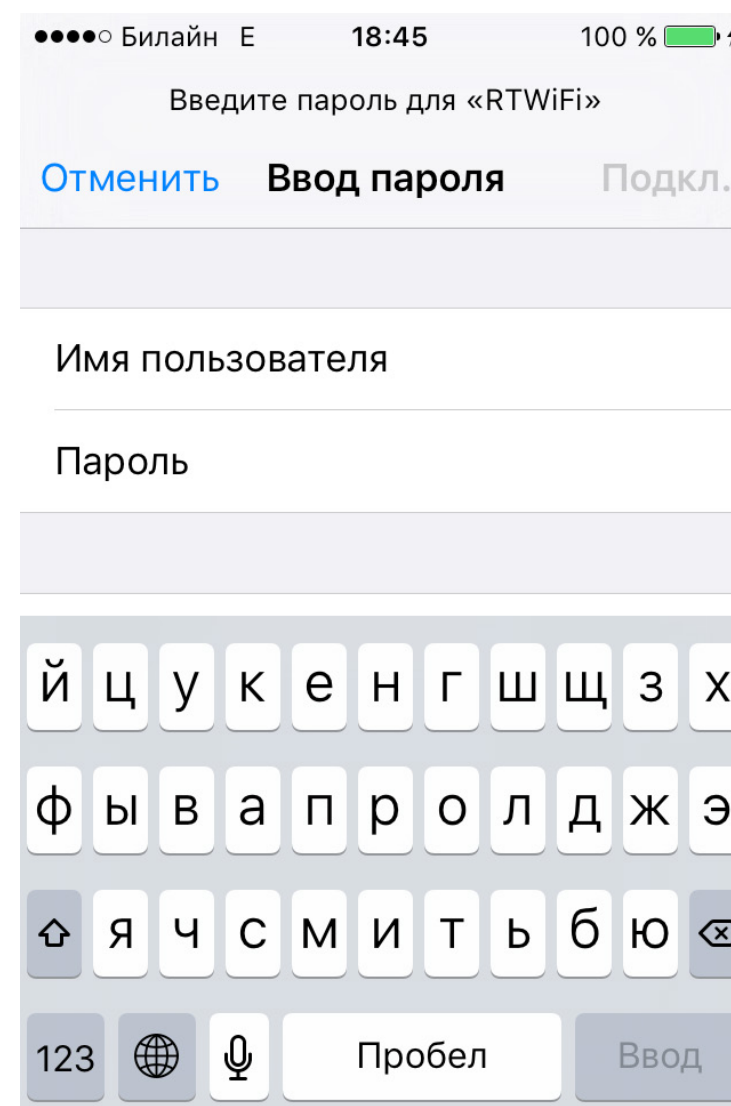 Билайн E 18:45 100 %
Введите пароль для «RTWiFi»
Отменить Ввод пароля Подкл.
Имя пользователя
Пароль
й ц у к е н г ш щ з х
ф ы в а п р о л д ж э
я ч с м и т ь б ю
123 Пробел Ввод